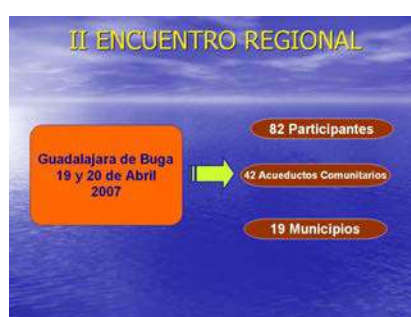 II ENCUENTRO REGIONAL
Guadalajara de Buga
19 y 20 de Abril
2007
82 Participantes
42 Acueductos Comunitarios
19 Municipios